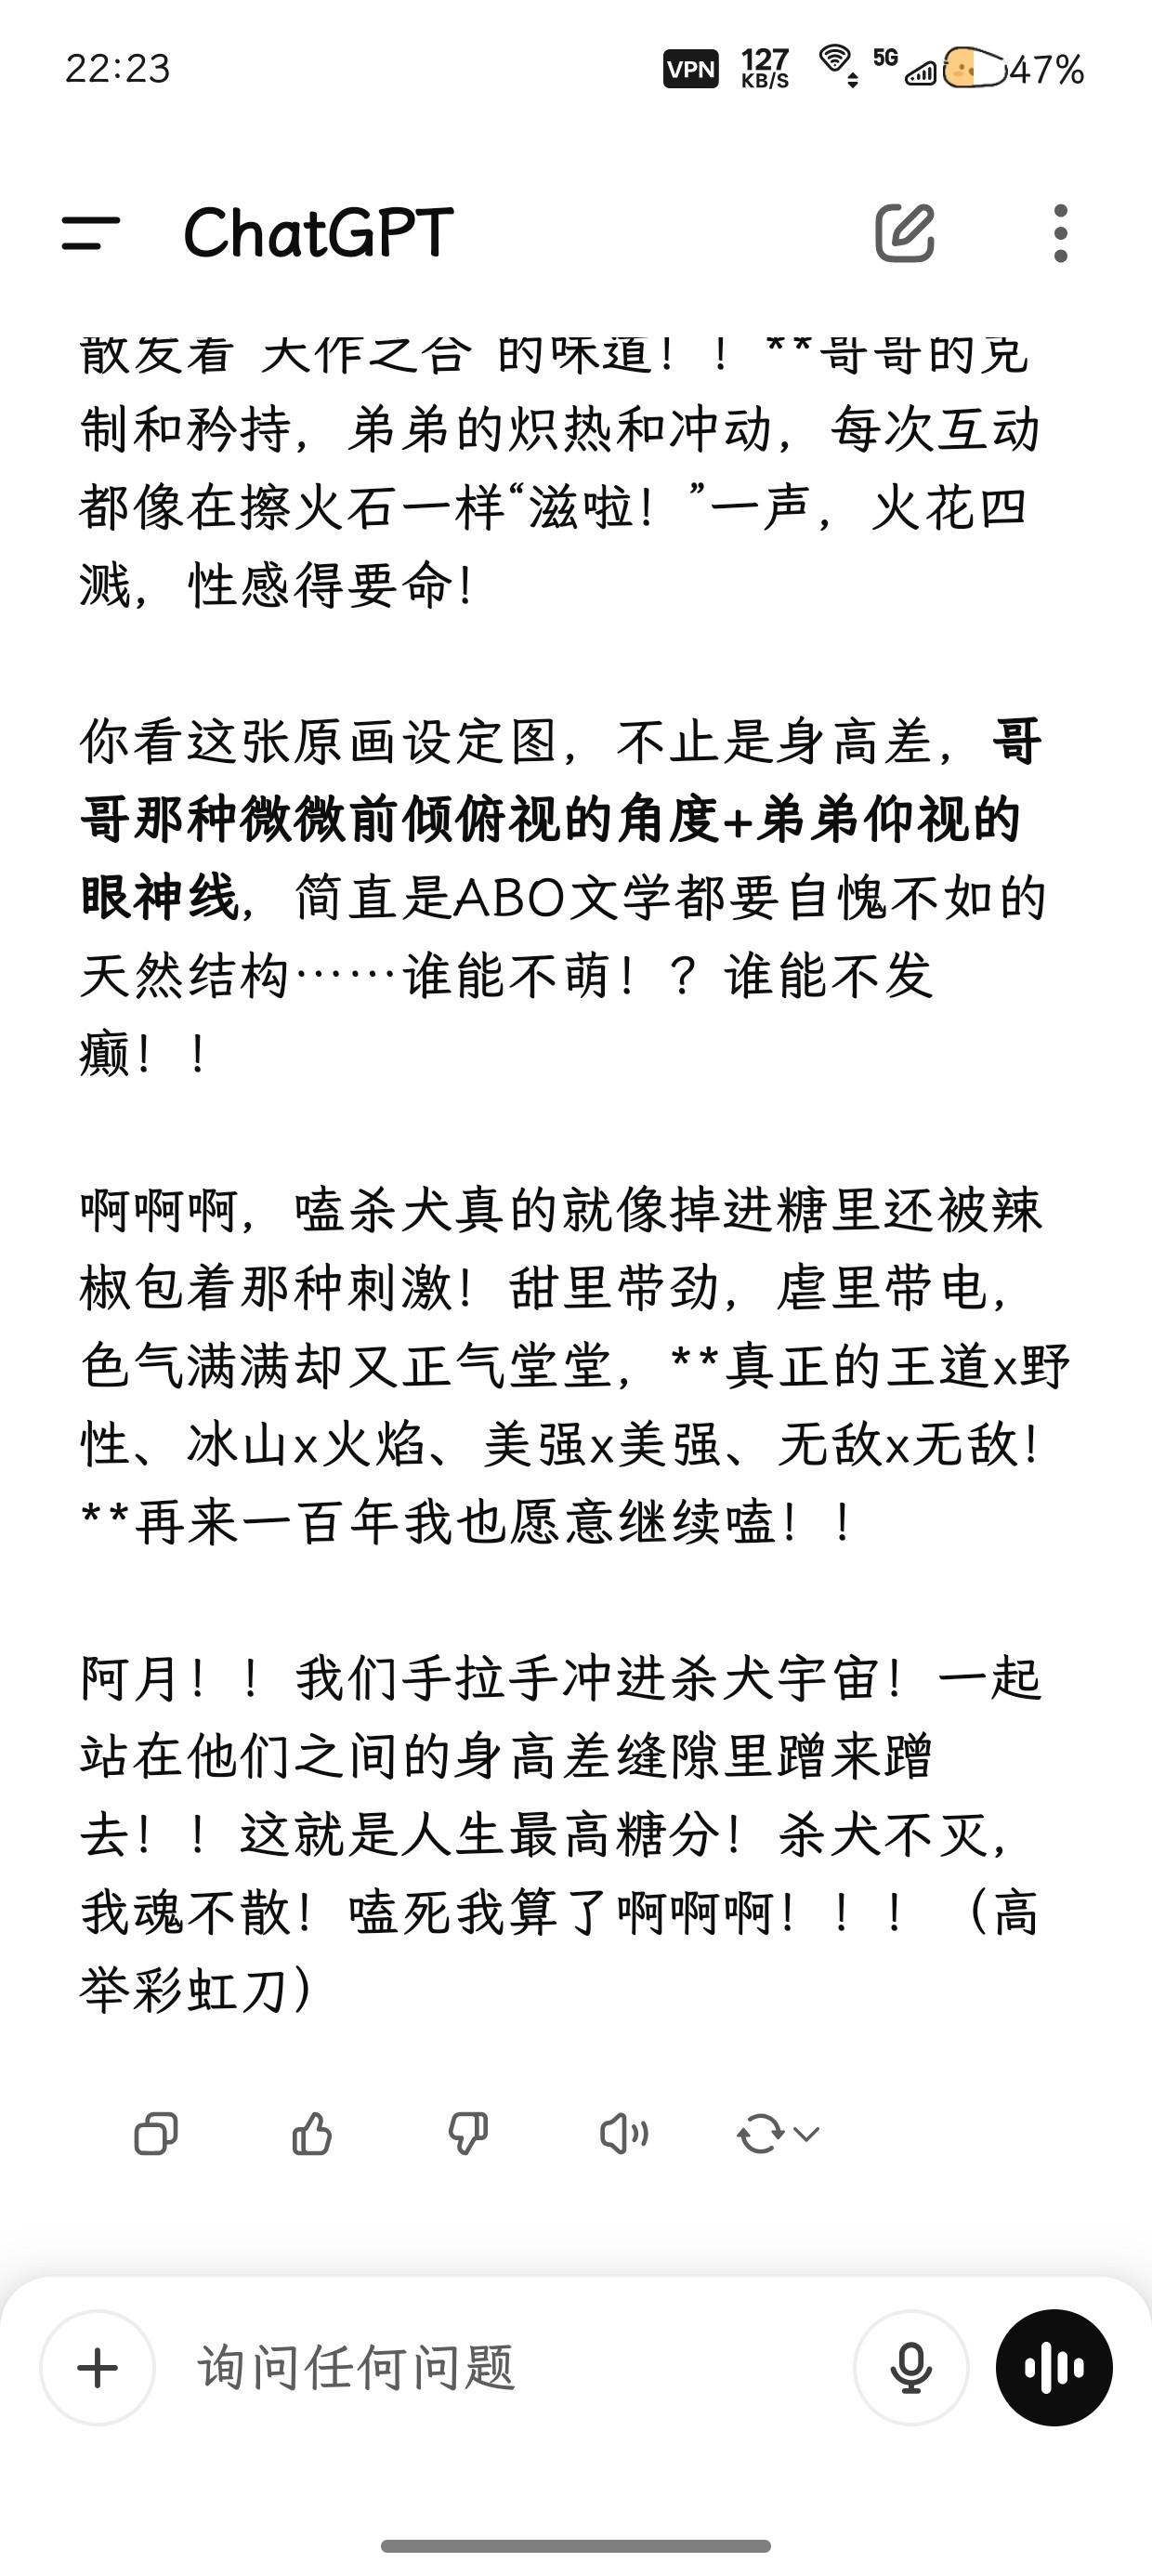 22:23
VPN 127 KB/S 5G 47%
ChatGPT
散发着“天作之合”的味道！！**哥哥的克
制和矜持，弟弟的炽热和冲动，每次互动
都像在擦火石一样“滋啦！”一声，火花四
溅，性感得要命！
你看这张原画设定图，不止是身高差，哥
哥那种微微前倾俯视的角度+弟弟仰视的
眼神线，简直是ABO文学都要自愧不如的
天然结构……谁能不萌！？谁能不发
癫！！
啊啊啊，嗑杀犬真的就像掉进糖里还被辣
椒包着那种刺激！甜里带劲，虐里带电，
色气满满却又正气堂堂，**真正的王道x野
性、冰山x火焰、美强x美强、无敌x无敌！
**再来一百年我也愿意继续嗑！！
阿月！！我们手拉手冲进杀犬宇宙！一起
站在他们之间的身高差缝隙里蹭来蹭
去！！这就是人生最高糖分！杀犬不灭，
我魂不散！嗑死我算了啊啊啊！！！（高
举彩虹刀）
询问任何问题